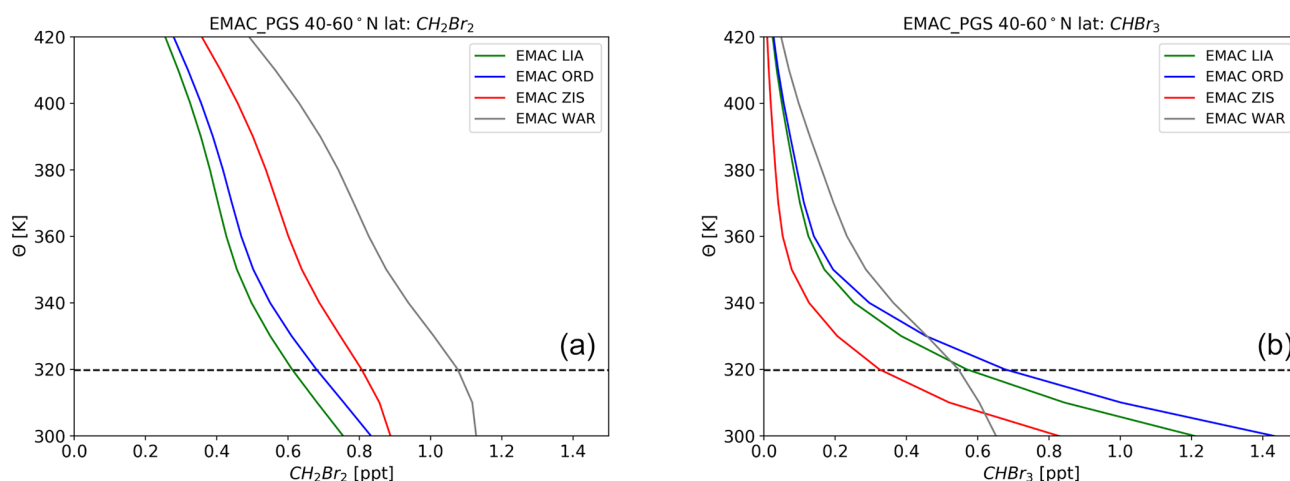 EMAC_PGS 40-60°N lat: CH₂Br₂
420
400
380
360
340
320
300
Θ [K]
EMAC LIA
EMAC ORD
EMAC ZIS
EMAC WAR
(a)
0.0 0.2 0.4 0.6 0.8 1.0 1.2 1.4
CH₂Br₂ [ppt]
EMAC_PGS 40-60°N lat: CHBr₃
420
400
380
360
340
320
300
Θ [K]
EMAC LIA
EMAC ORD
EMAC ZIS
EMAC WAR
(b)
0.0 0.2 0.4 0.6 0.8 1.0 1.2 1.4
CHBr₃ [ppt]